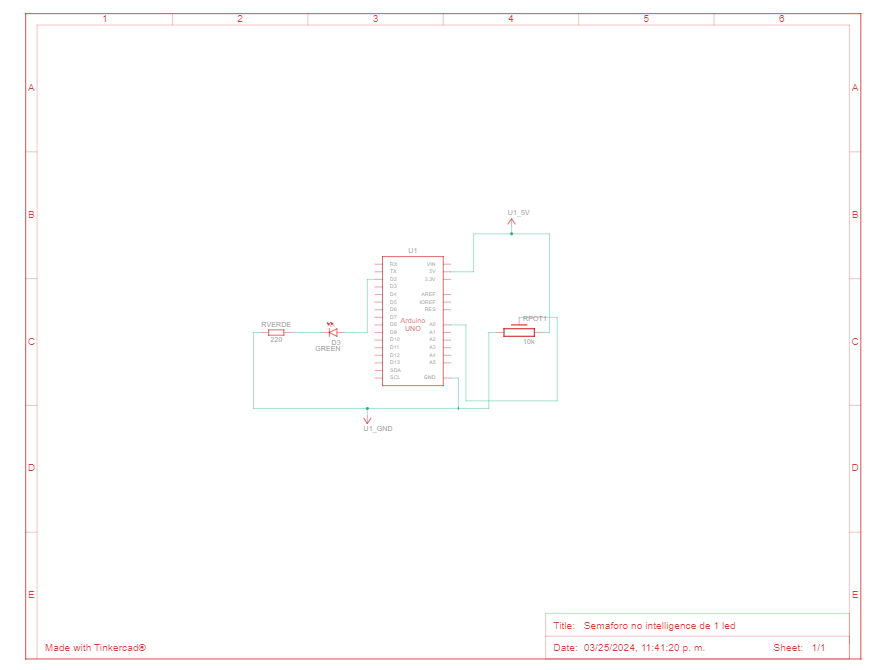 1 2 3 4 5 6
A A
B B
C C
D D
E E
U1_5V
U1
RX VIN
TX 5V
D2 3.3V
D3
D4 AREF
D5 IOREF
D6 RES
D7
D8 A0
D9 A1
D10 A2
D11 A3
D12 A4
D13 A5
SDA
SCL GND
Arduino
UNO
RVERDE
220
D3
GREEN
RPOT1
10k
U1_GND
Title: Semaforo no intelligence de 1 led
Made with Tinkercad®
Date: 03/25/2024, 11:41:20 p. m. Sheet: 1/1